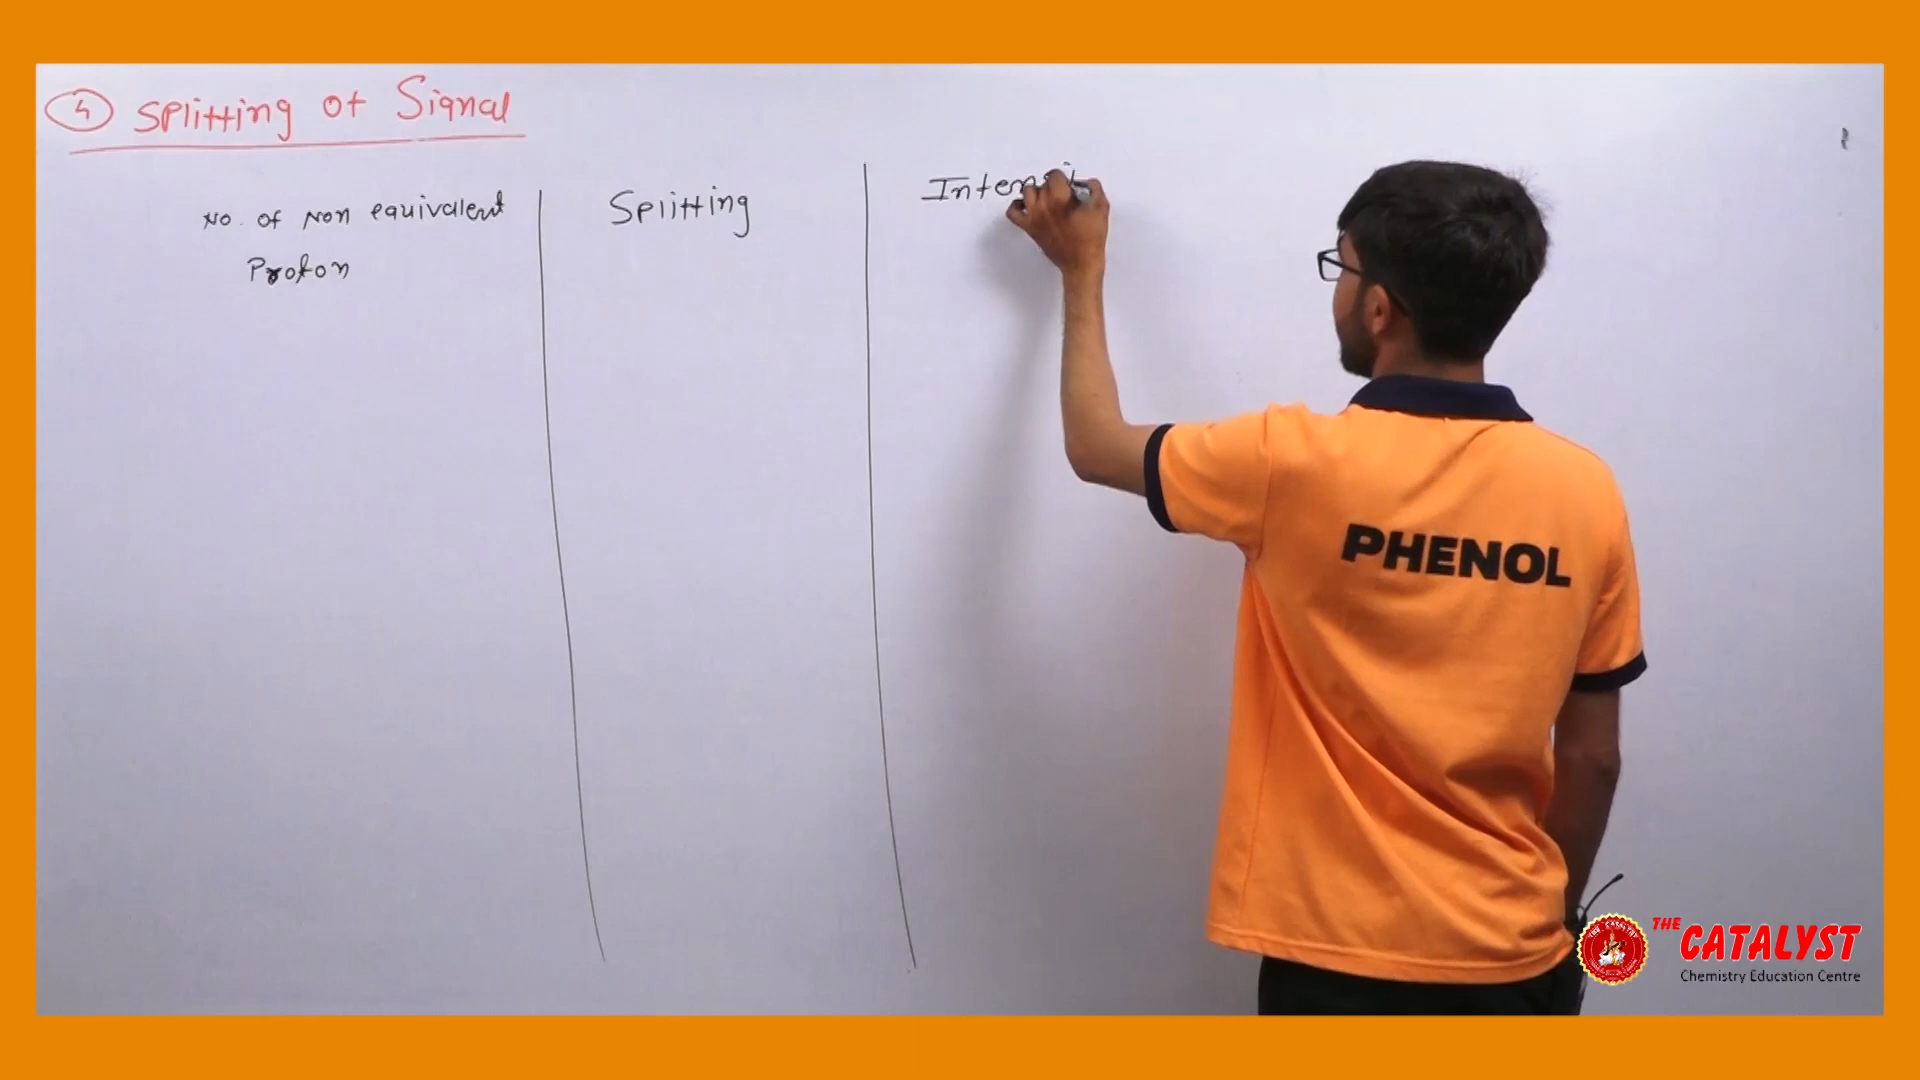 ④ Splitting of Signal
No. of Non equivalent
Proton
Splitting
Intensi
PHENOL
THE CATALYST
Chemistry Education Centre